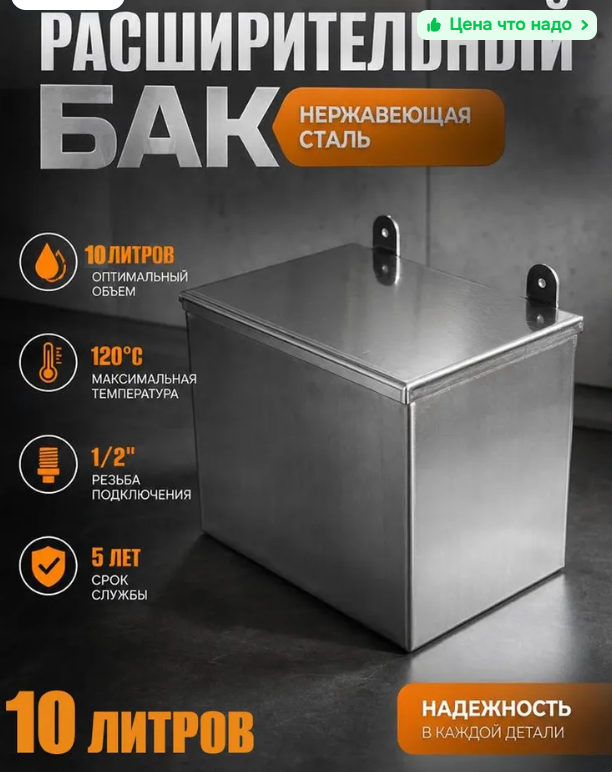 РАСШИРИТЕЛЬНЫЙ
Цена что надо
БАК
НЕРЖАВЕЮЩАЯ
СТАЛЬ
10 ЛИТРОВ
ОПТИМАЛЬНЫЙ
ОБЪЕМ
120°C
МАКСИМАЛЬНАЯ
ТЕМПЕРАТУРА
1/2"
РЕЗЬБА
ПОДКЛЮЧЕНИЯ
5 ЛЕТ
СРОК
СЛУЖБЫ
10 ЛИТРОВ
НАДЕЖНОСТЬ
В КАЖДОЙ ДЕТАЛИ